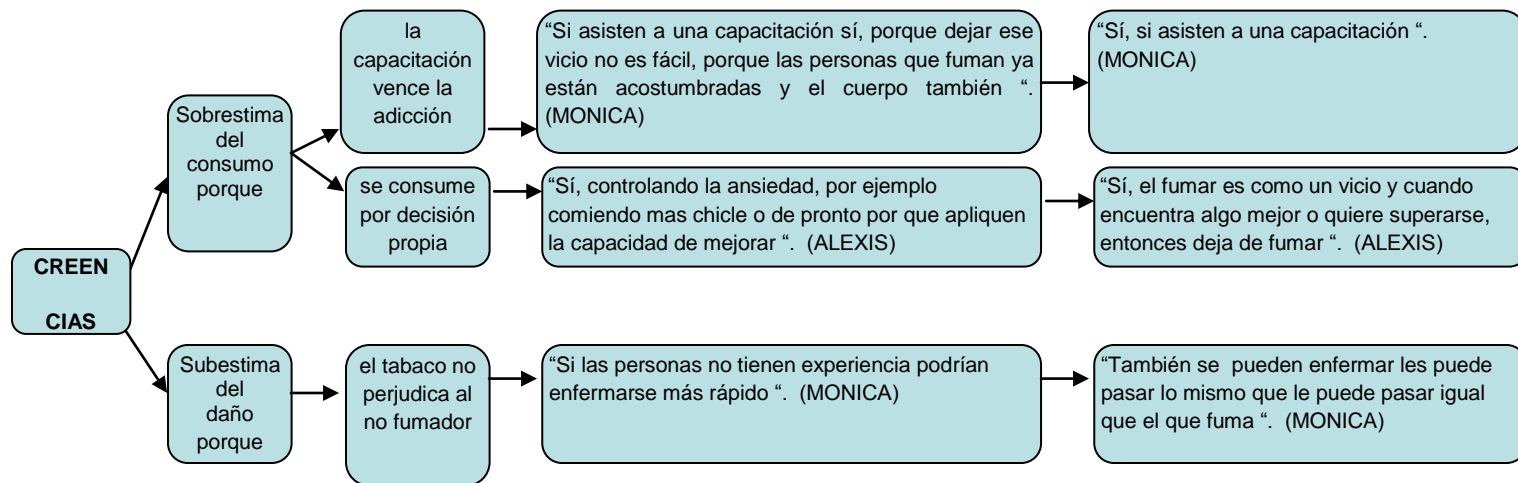 CREEN
CIAS
Sobrestima
del
consumo
porque
la
capacitación
vence la
adicción
“Si asisten a una capacitación sí, porque dejar ese
vicio no es fácil, porque las personas que fuman ya
están acostumbradas y el cuerpo también “.
(MONICA)
“Sí, si asisten a una capacitación “.
(MONICA)
se consume
por decisión
propia
“Sí, controlando la ansiedad, por ejemplo
comiendo mas chicle o de pronto por que apliquen
la capacidad de mejorar “. (ALEXIS)
“Sí, el fumar es como un vicio y cuando
encuentra algo mejor o quiere superarse,
entonces deja de fumar “. (ALEXIS)
Subestima
del
daño
porque
el tabaco no
perjudica al
no fumador
“Si las personas no tienen experiencia podrían
enfermarse más rápido “. (MONICA)
“También se pueden enfermar les puede
pasar lo mismo que le puede pasar igual
que el que fuma “. (MONICA)